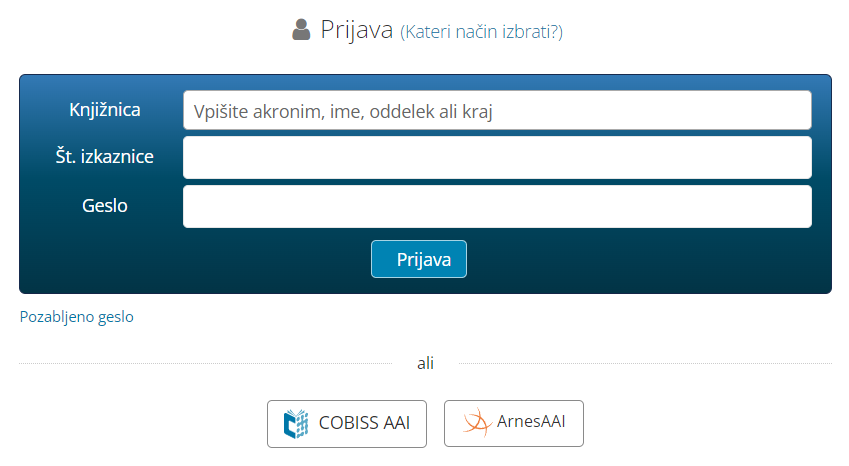 Prijava (Kateri način izbrati?)
Knjižnica Vpišite akronim, ime, oddelek ali kraj
Št. izkaznice
Geslo
Prijava
Pozabljeno geslo
ali
COBISS AAI ArnesAAI